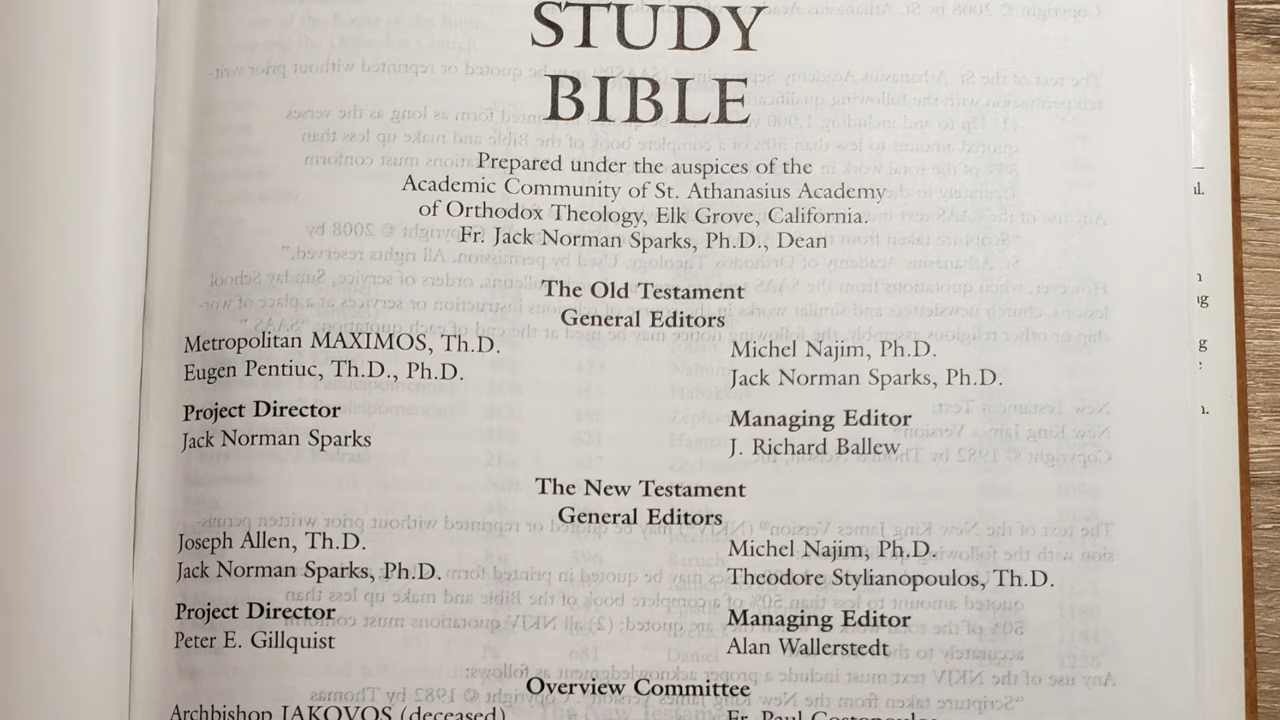 STUDY
BIBLE
Prepared under the auspices of the
Academic Community of St. Athanasius Academy
of Orthodox Theology, Elk Grove, California.
Fr. Jack Norman Sparks, Ph.D., Dean
The Old Testament
General Editors
Metropolitan MAXIMOS, Th.D.
Michel Najim, Ph.D.
Eugen Pentiuc, Th.D., Ph.D.
Jack Norman Sparks, Ph.D.
Project Director
Managing Editor
Jack Norman Sparks
J. Richard Ballew
The New Testament
General Editors
Joseph Allen, Th.D.
Michel Najim, Ph.D.
Jack Norman Sparks, Ph.D.
Theodore Stylianopoulos, Th.D.
Project Director
Managing Editor
Peter E. Gillquist
Alan Wallerstedt
Overview Committee
Archbishop IAKOVOS (deceased)
Fr. Paul